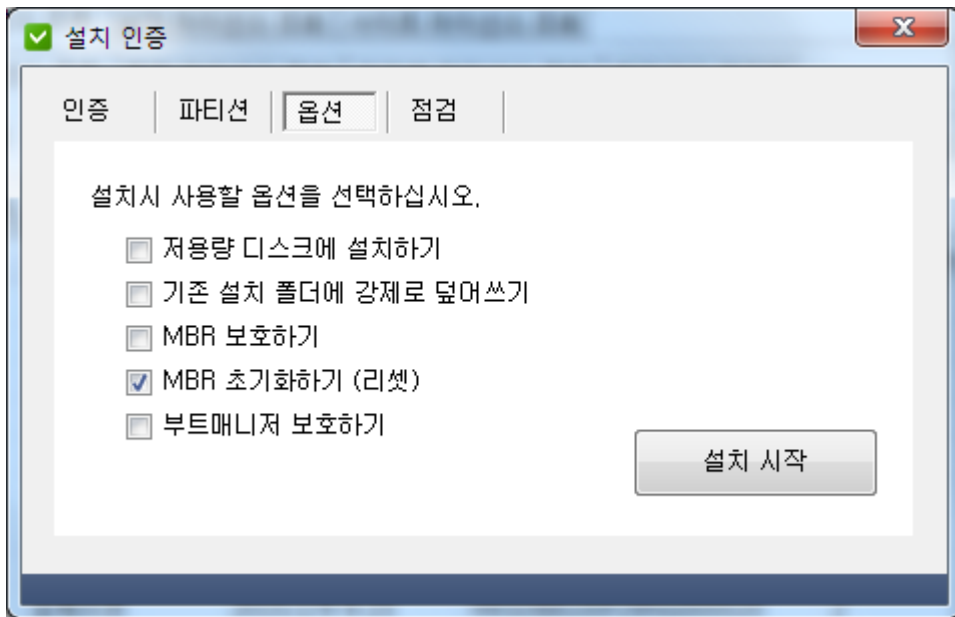 설치 인증
인증 파티션 옵션 점검
설치시 사용할 옵션을 선택하십시오.
저용량 디스크에 설치하기
기존 설치 폴더에 강제로 덮어쓰기
MBR 보호하기
MBR 초기화하기 (리셋)
부트매니저 보호하기
설치 시작